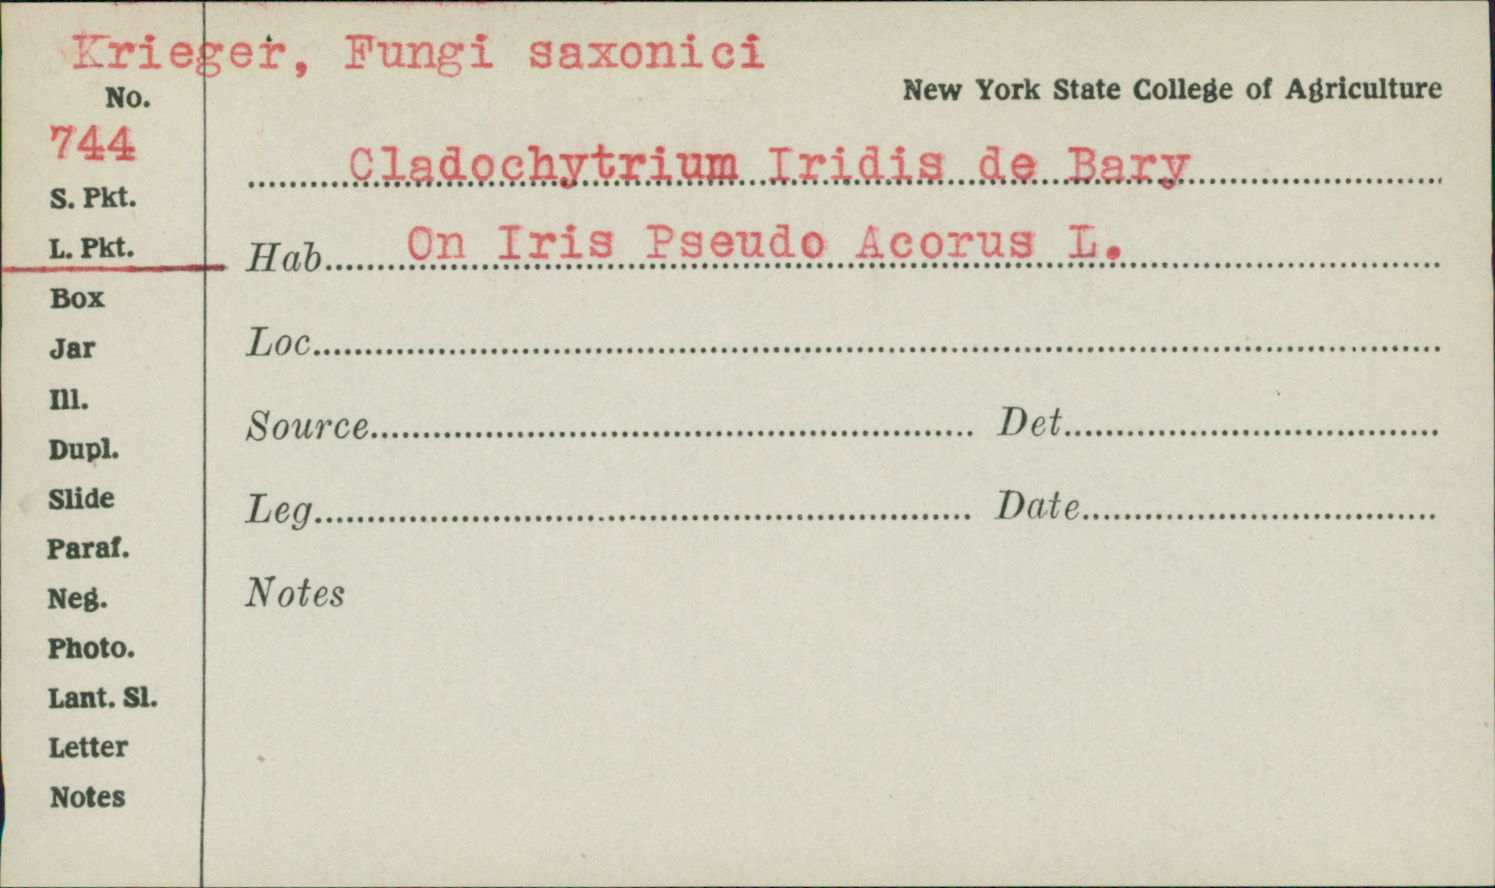 Krieger, Fungi saxonici
No.
New York State College of Agriculture
744
Cladochytrium Iridis de Bary
S. Pkt.
L. Pkt.
Hab. On Iris Pseudo Acorus L.
Box
Jar
Loc.
Ill.
Dupl.
Source Det.
Slide
Leg. Date
Paraf.
Neg.
Notes
Photo.
Lant. Sl.
Letter
Notes